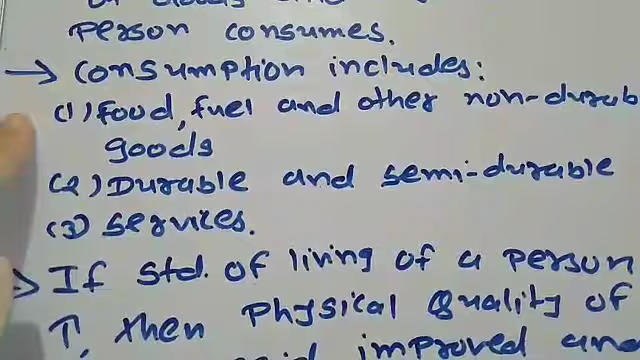 Person consumes.
→ Consumption includes:
(1) Food, fuel and other non-durab
goods
(2) Durable and semi-durable
(3) Services.
→ If std. of living of a person
↑, then Physical Quality of
improved and